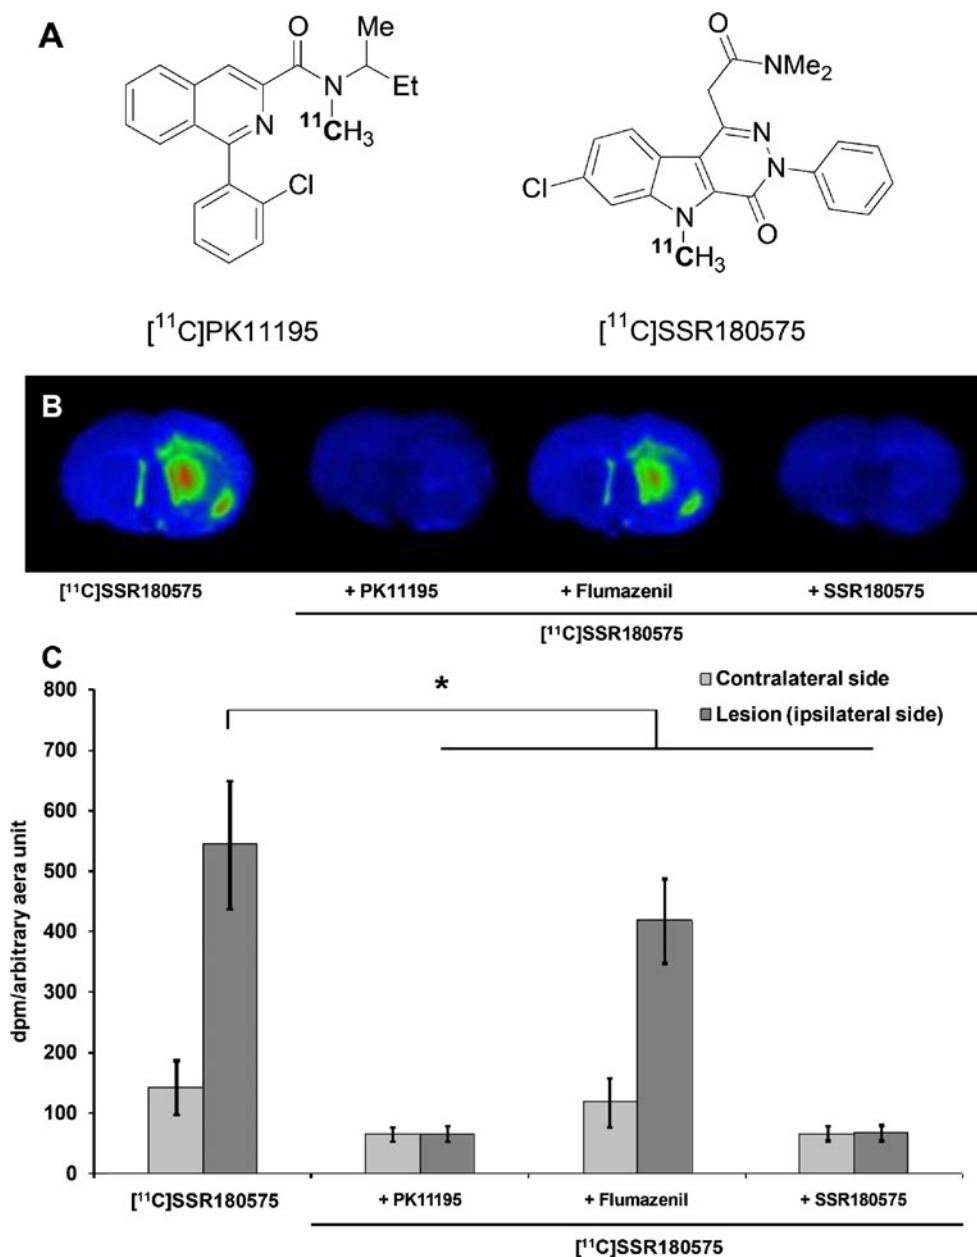 A
O
Me
N
Et
¹¹CH₃
N
Cl
[¹¹C]PK11195
O
NMe₂
N
N
Cl
N
O
¹¹CH₃
[¹¹C]SSR180575
B
[¹¹C]SSR180575
+ PK11195
+ Flumazenil
+ SSR180575
[¹¹C]SSR180575
C
Contralateral side
Lesion (ipsilateral side)
*
dpm/arbitrary aera unit
800
700
600
500
400
300
200
100
0
[¹¹C]SSR180575
+ PK11195
+ Flumazenil
+ SSR180575
[¹¹C]SSR180575